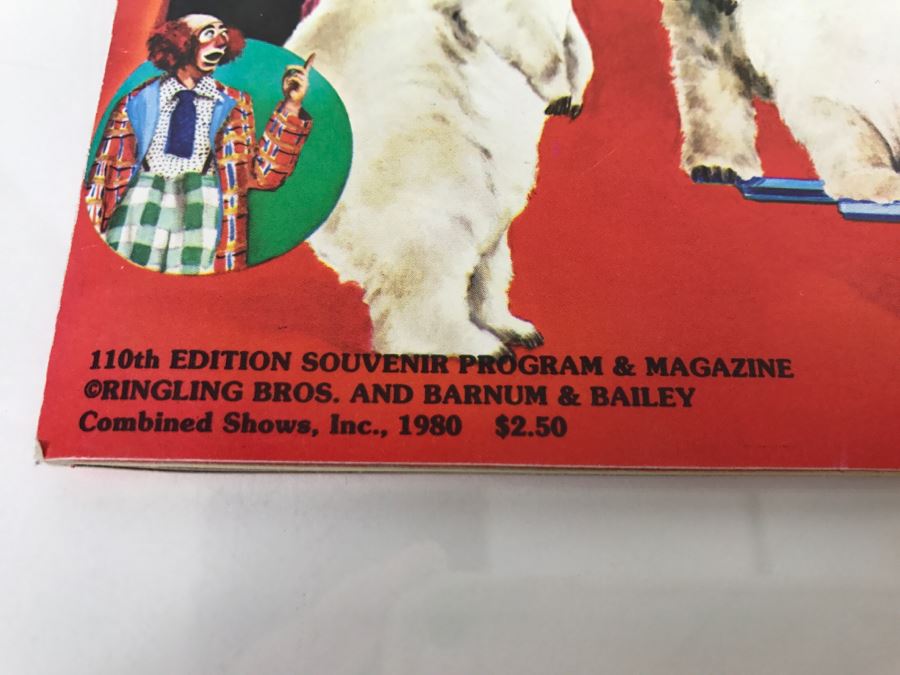 110th EDITION SOUVENIR PROGRAM & MAGAZINE
©RINGLING BROS. AND BARNUM & BAILEY
Combined Shows, Inc., 1980 $2.50